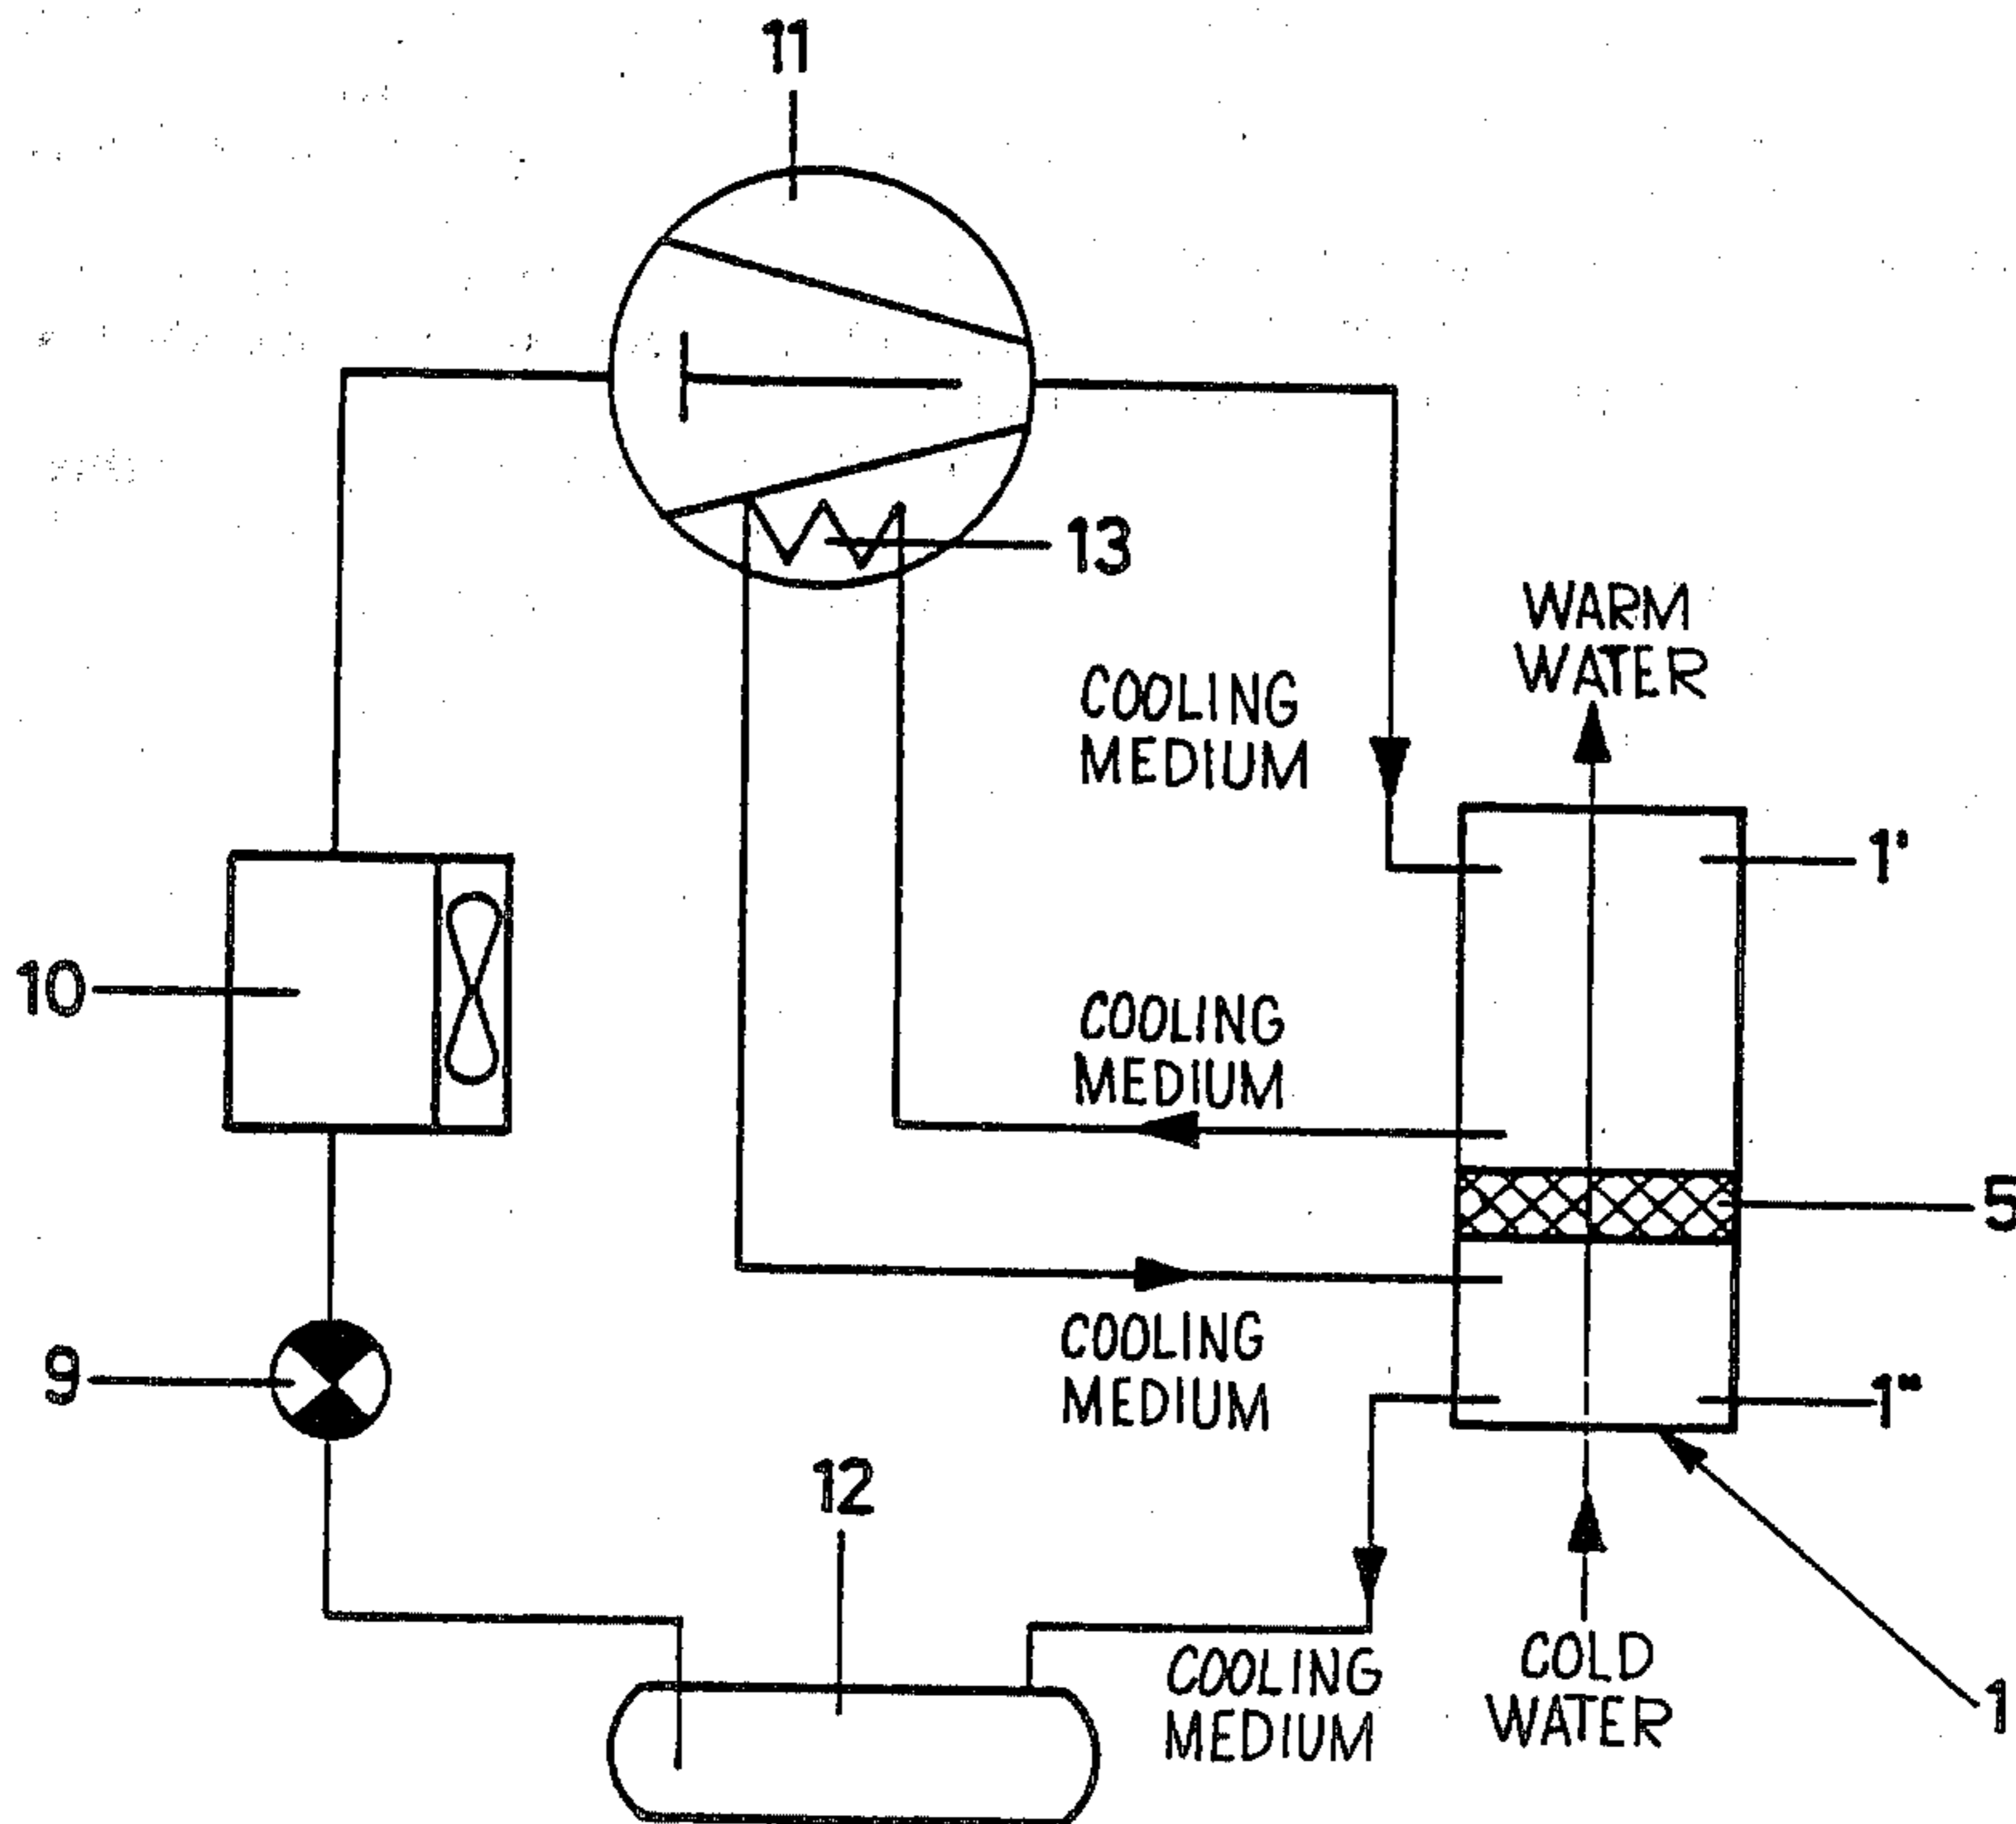 11
13
WARM
WATER
COOLING
MEDIUM
1'
10
COOLING
MEDIUM
5
9
COOLING
MEDIUM
1"
12
COOLING
MEDIUM
COLD
WATER
1